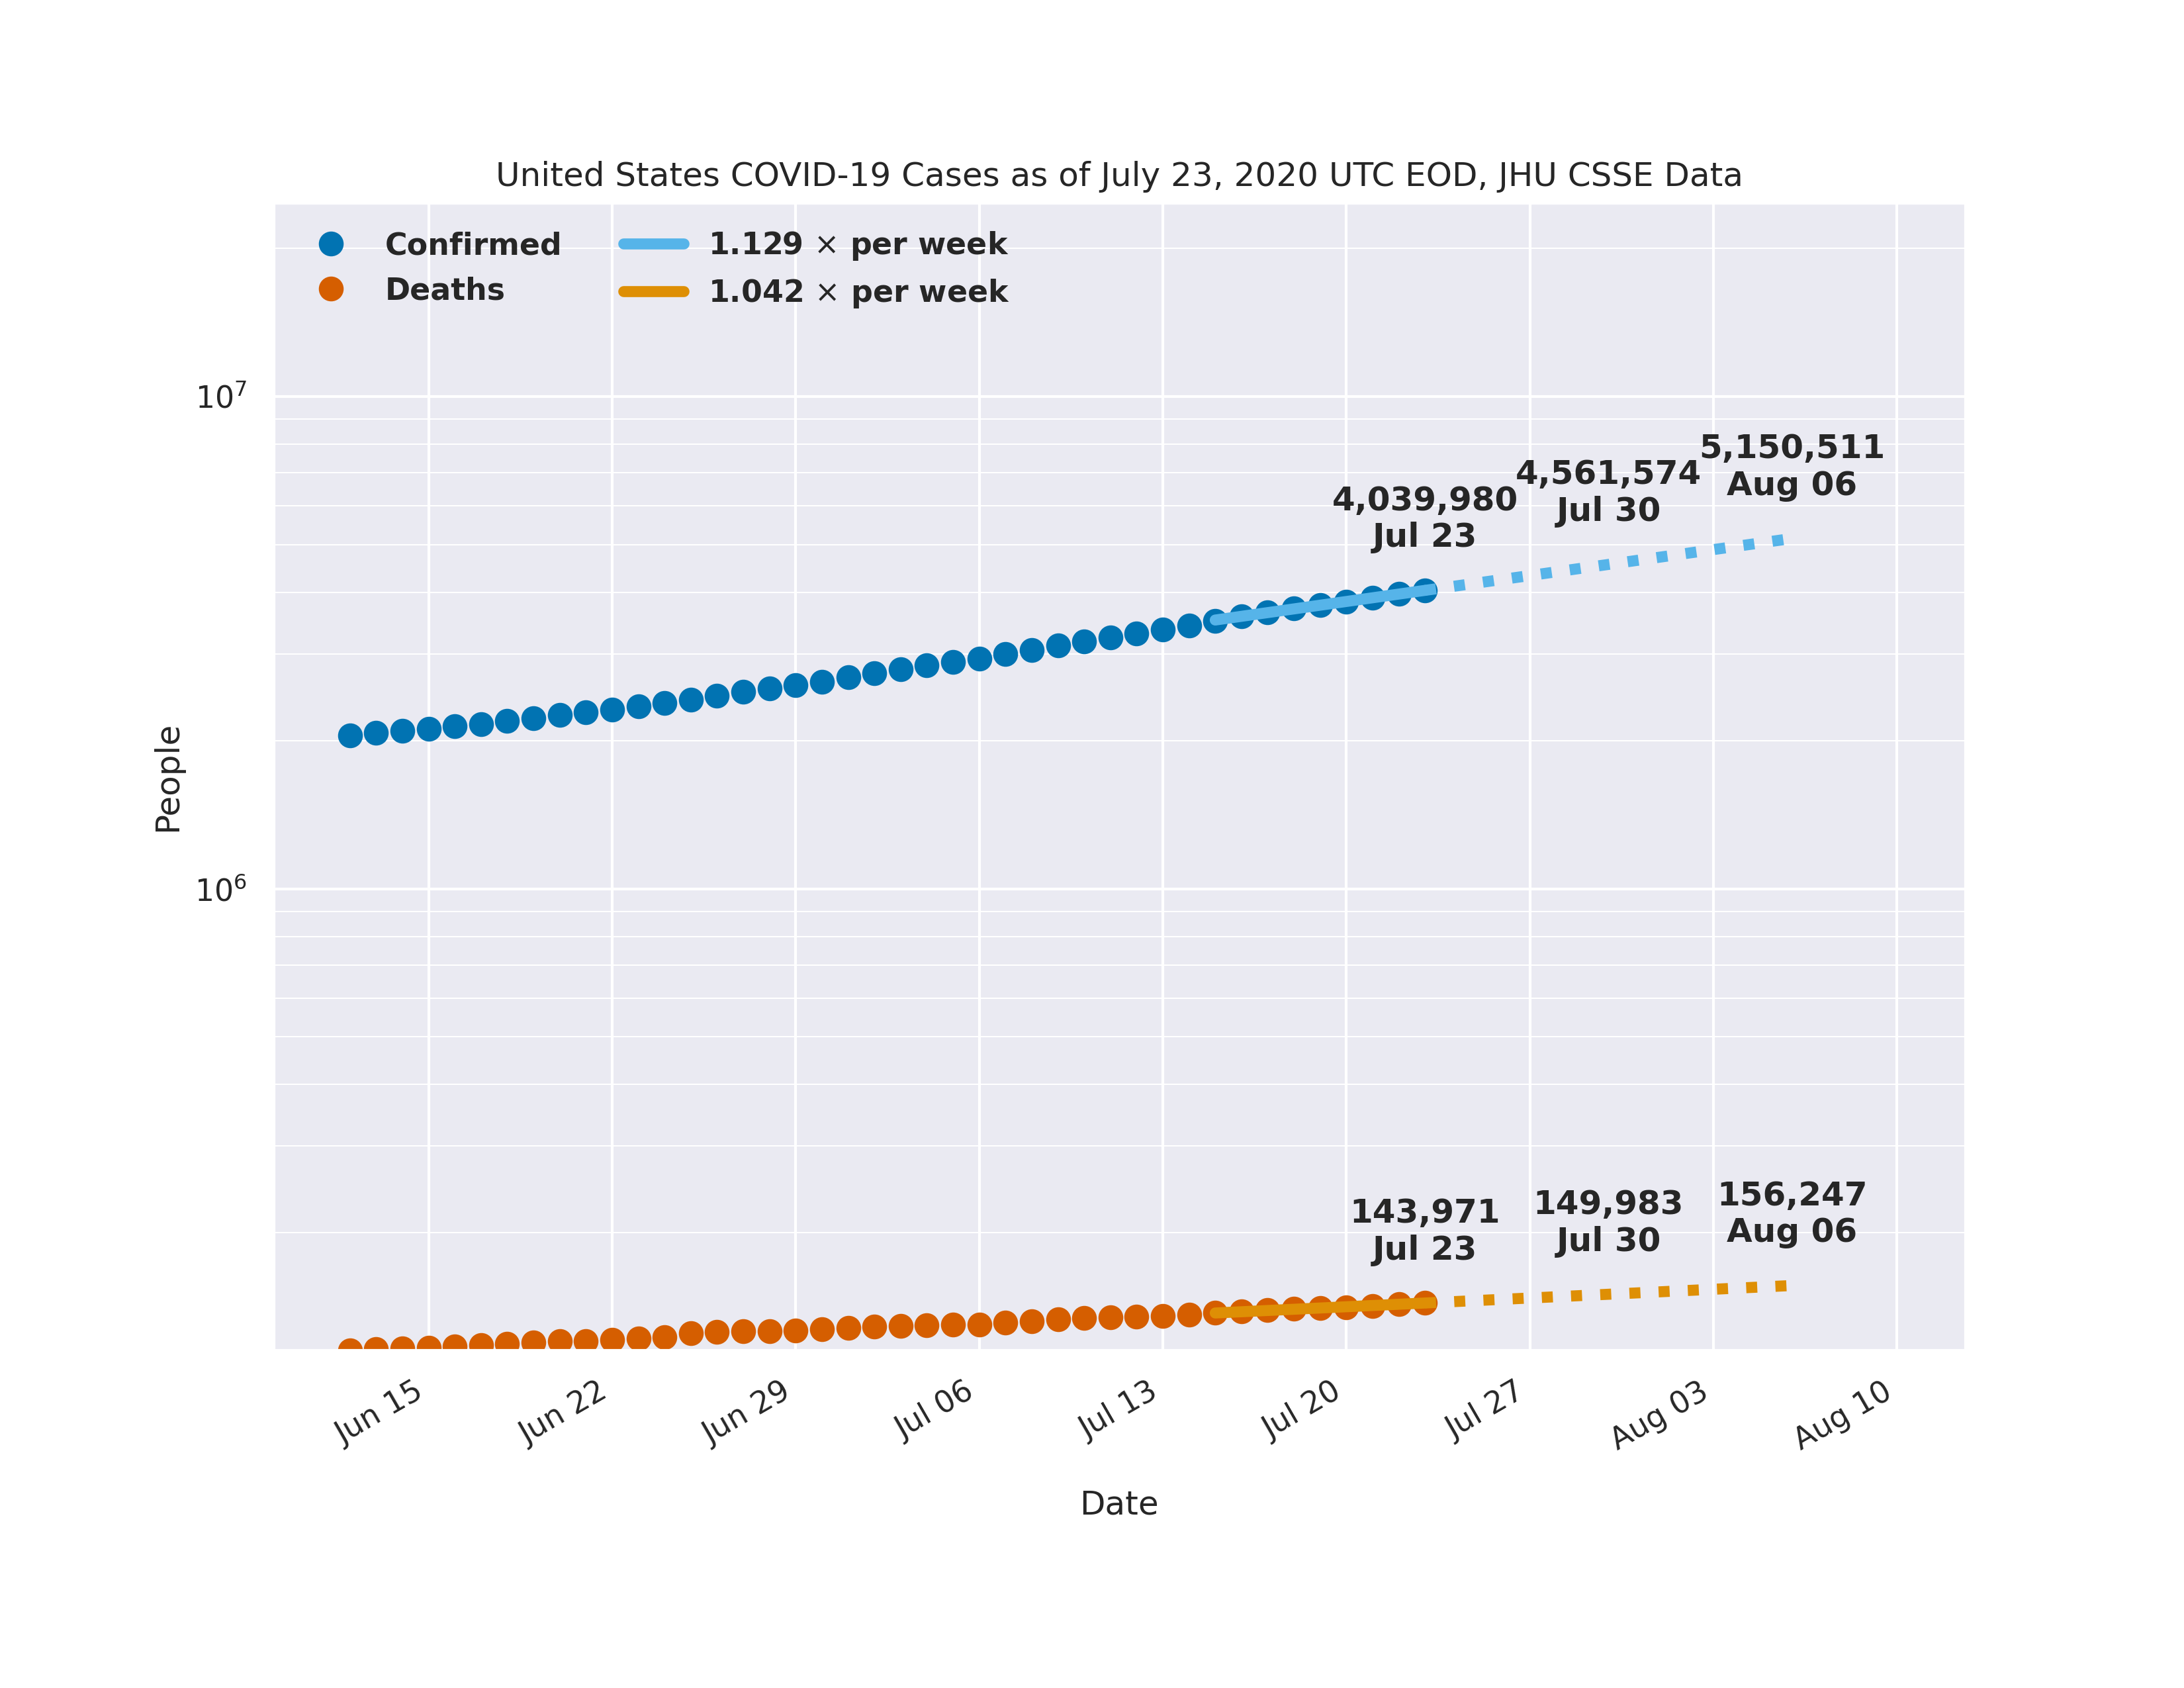 United States COVID-19 Cases as of July 23, 2020 UTC EOD, JHU CSSE Data
Confirmed
Deaths
1.129 × per week
1.042 × per week
10⁷
10⁶
People
4,039,980
Jul 23
4,561,574
Jul 30
5,150,511
Aug 06
143,971
Jul 23
149,983
Jul 30
156,247
Aug 06
Jun 15
Jun 22
Jun 29
Jul 06
Jul 13
Jul 20
Jul 27
Aug 03
Aug 10
Date